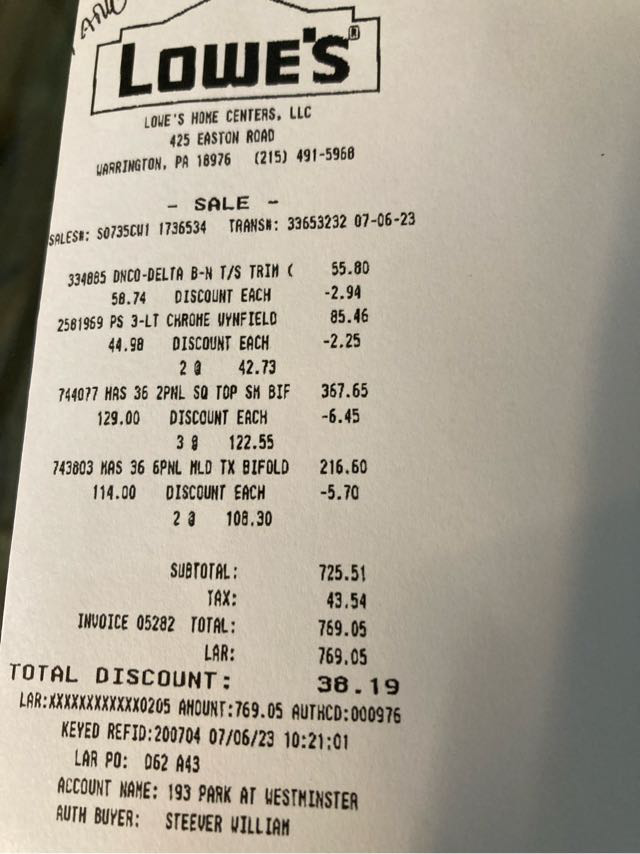 LOWE'S®
LOWE'S HOME CENTERS, LLC
425 EASTON ROAD
WARRINGTON, PA 18976 (215) 491-5968
- SALE -
SALES#: S0735CW1 1736534 TRANS#: 33653232 07-06-23
334885 DNCO-DELTA B-N T/S TRIM ( 55.80
58.74 DISCOUNT EACH -2.94
2581969 PS 3-LT CHROME WYNFIELD 85.46
44.98 DISCOUNT EACH -2.25
2 @ 42.73
744077 MAS 36 2PNL SQ TOP SM BIF 367.65
129.00 DISCOUNT EACH -6.45
3 @ 122.55
743803 MAS 36 6PNL MLD TX BIFOLD 216.60
114.00 DISCOUNT EACH -5.70
2 @ 108.30
SUBTOTAL: 725.51
TAX: 43.54
INVOICE 05282 TOTAL: 769.05
LAR: 769.05
TOTAL DISCOUNT: 38.19
LAR:XXXXXXXXXXXX0205 AMOUNT:769.05 AUTHCD:000976
KEYED REFID:200704 07/06/23 10:21:01
LAR PO: D62 A43
ACCOUNT NAME: 193 PARK AT WESTMINSTER
AUTH BUYER: STEEVER WILLIAM